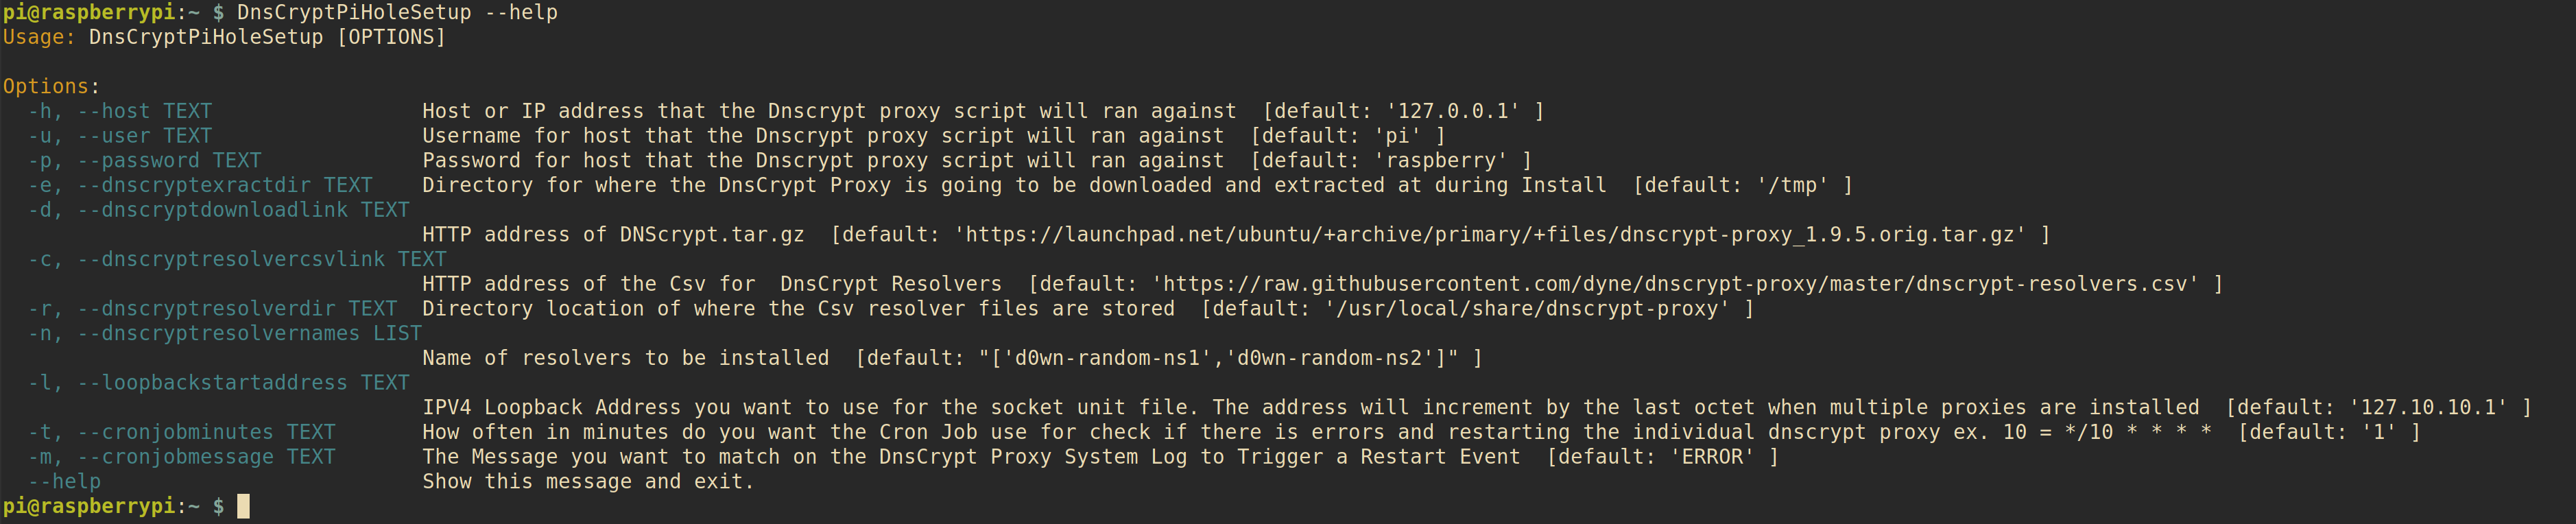 pi@raspberrypi:~ $ DnsCryptPiHoleSetup --help
Usage: DnsCryptPiHoleSetup [OPTIONS]

Options:
  -h, --host TEXT                 Host or IP address that the Dnscrypt proxy script will ran against  [default: '127.0.0.1' ]
  -u, --user TEXT                 Username for host that the Dnscrypt proxy script will ran against  [default: 'pi' ]
  -p, --password TEXT             Password for host that the Dnscrypt proxy script will ran against  [default: 'raspberry' ]
  -e, --dnscryptexractdir TEXT    Directory for where the DnsCrypt Proxy is going to be downloaded and extracted at during Install  [default: '/tmp' ]
  -d, --dnscryptdownloadlink TEXT
                                  HTTP address of DNScrypt.tar.gz  [default: 'https://launchpad.net/ubuntu/+archive/primary/+files/dnscrypt-proxy_1.9.5.orig.tar.gz' ]
  -c, --dnscryptresolvercsvlink TEXT
                                  HTTP address of the Csv for  DnsCrypt Resolvers  [default: 'https://raw.githubusercontent.com/dyne/dnscrypt-proxy/master/dnscrypt-resolvers.csv' ]
  -r, --dnscryptresolverdir TEXT  Directory location of where the Csv resolver files are stored  [default: '/usr/local/share/dnscrypt-proxy' ]
  -n, --dnscryptresolvernames LIST
                                  Name of resolvers to be installed  [default: "['d0wn-random-ns1','d0wn-random-ns2']" ]
  -l, --loopbackstartaddress TEXT
                                  IPV4 Loopback Address you want to use for the socket unit file. The address will increment by the last octet when multiple proxies are installed  [default: '127.10.10.1' ]
  -t, --cronjobminutes TEXT       How often in minutes do you want the Cron Job use for check if there is errors and restarting the individual dnscrypt proxy ex. 10 = */10 * * * *  [default: '1' ]
  -m, --cronjobmessage TEXT       The Message you want to match on the DnsCrypt Proxy System Log to Trigger a Restart Event  [default: 'ERROR' ]
  --help                          Show this message and exit.
pi@raspberrypi:~ $